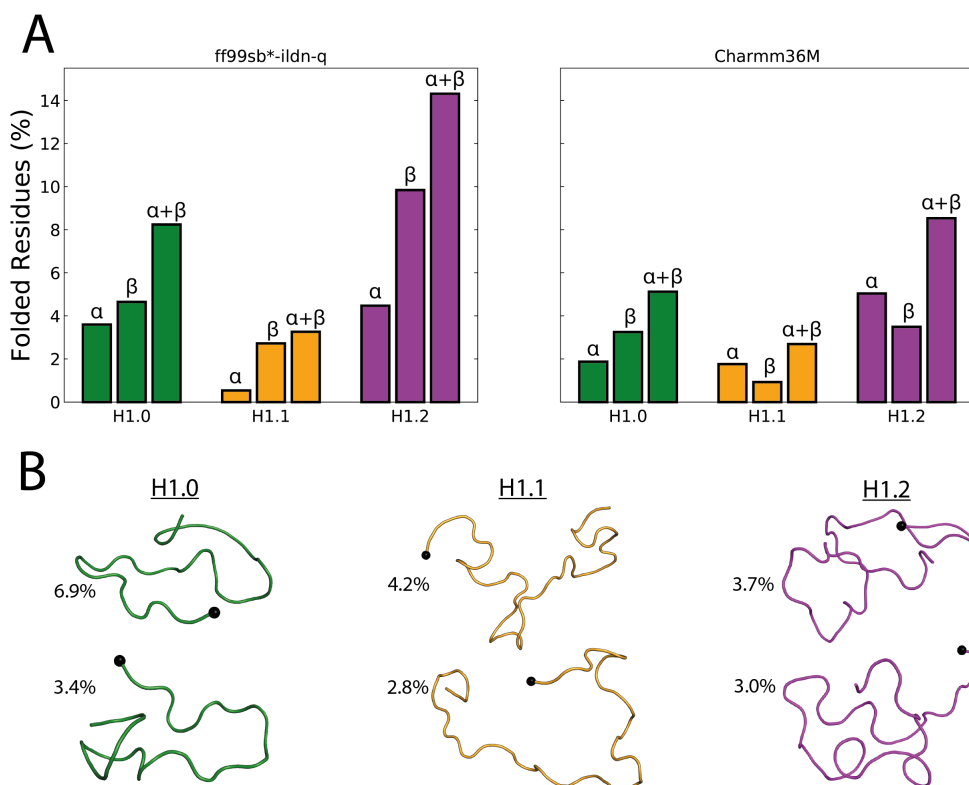 A
ff99sb*-ildn-q
Charmm36M
Folded Residues (%)
14
12
10
8
6
4
2
0
α
β
α+β
α
β
α+β
α
β
α+β
H1.0
H1.1
H1.2
α
β
α+β
α
β
α+β
α
β
α+β
H1.0
H1.1
H1.2
B
H1.0
H1.1
H1.2
6.9%
4.2%
3.7%
3.4%
2.8%
3.0%